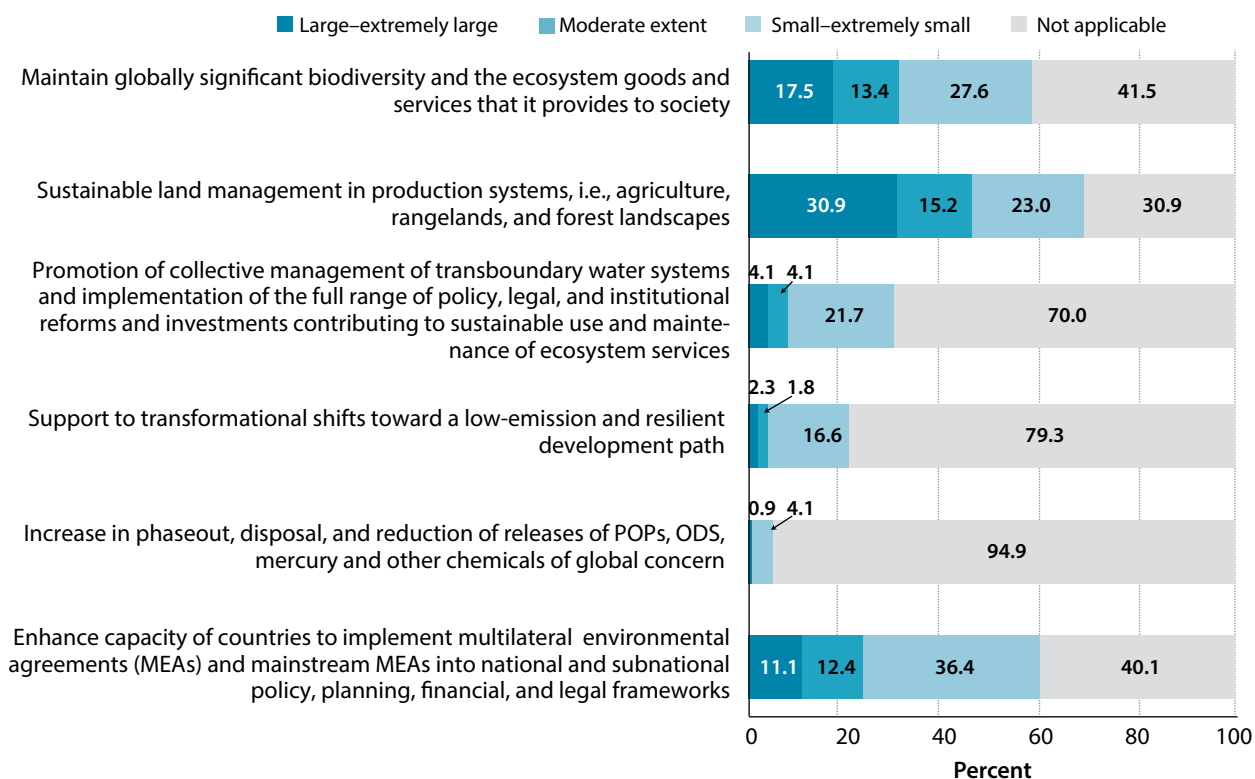 Large–extremely large Moderate extent Small–extremely small Not applicable
Maintain globally significant biodiversity and the ecosystem goods and
services that it provides to society
17.5 13.4 27.6 41.5
Sustainable land management in production systems, i.e., agriculture,
rangelands, and forest landscapes
30.9 15.2 23.0 30.9
Promotion of collective management of transboundary water systems
and implementation of the full range of policy, legal, and institutional
reforms and investments contributing to sustainable use and mainte-
nance of ecosystem services
4.1 4.1
21.7 70.0
Support to transformational shifts toward a low-emission and resilient
development path
2.3 1.8
16.6 79.3
Increase in phaseout, disposal, and reduction of releases of POPs, ODS,
mercury and other chemicals of global concern
0.9 4.1
94.9
Enhance capacity of countries to implement multilateral environmental
agreements (MEAs) and mainstream MEAs into national and subnational
policy, planning, financial, and legal frameworks
11.1 12.4 36.4 40.1
0 20 40 60 80 100
Percent